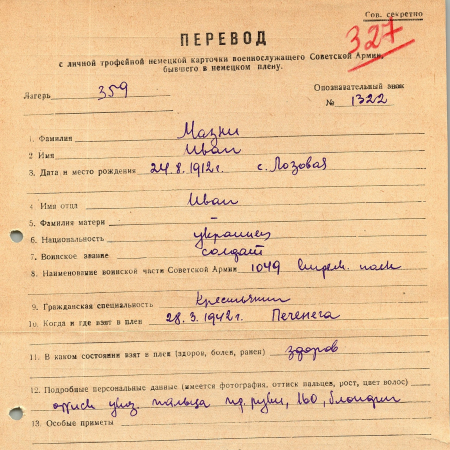 Сов. секретно
327
ПЕРЕВОД
с личной трофейной немецкой карточки военнослужащего Советской Армии,
бывшего в немецком плену.
Лагерь 359 Опознавательный знак
№ 1322
1. Фамилия Мазки
2 Имя Иван
3. Дата и место рождения 24.8.1912г. с. Лозовая
4. Имя отца Иван
5. Фамилия матери –
6. Национальность украинец
7. Воинское звание солдат
8. Наименование воинской части Советской Армии 1049 стрелк. полк
9. Гражданская специальность Крестьянин
10. Когда и где взят в плен 28.3.1942г. Печенега
11. В каком состоянии взят в плен (здоров, болен, ранен) здоров
12. Подробные персональные данные (имеется фотография, оттиск пальцев, рост, цвет волос)
оттиск указ. пальца пр. руки, 160, блондин
13. Особые приметы